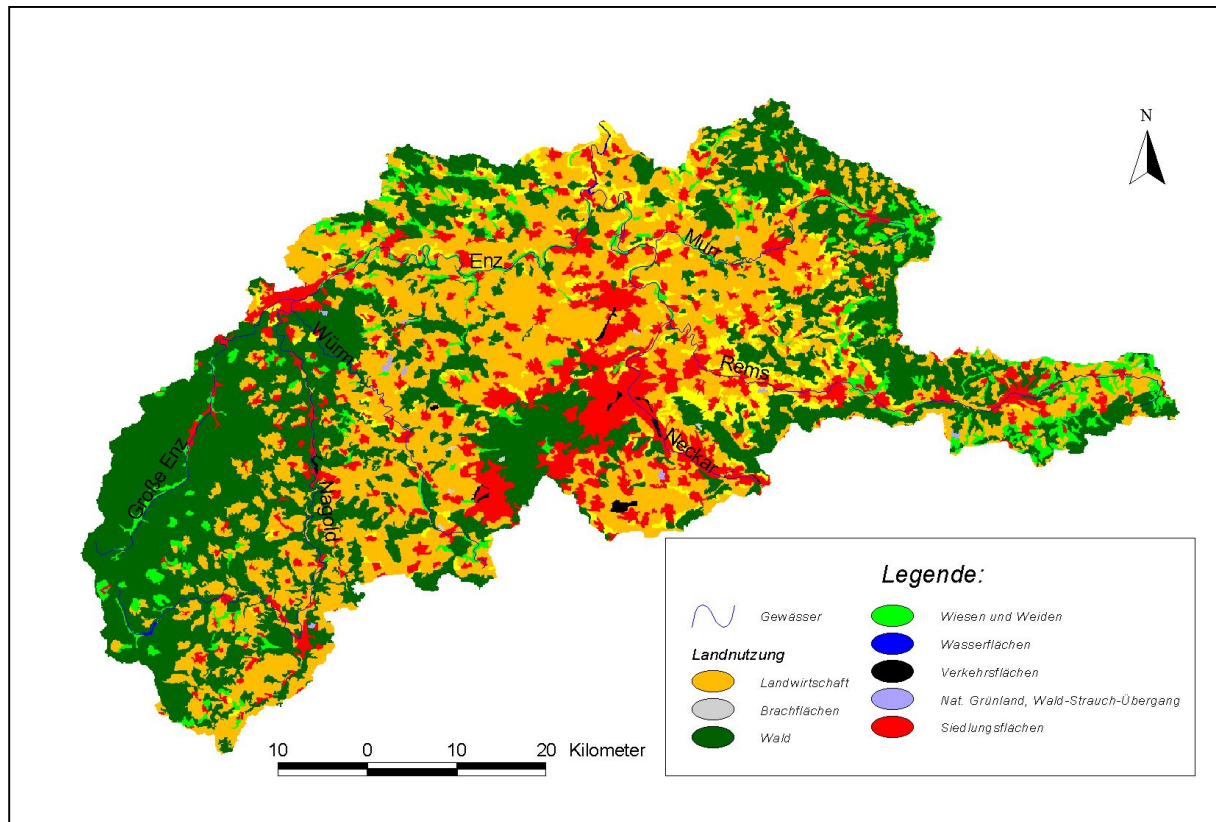 N
Murr
Enz
Würm
Rems
Neckar
Große Enz
Nagold
Legende:
Gewässer
Landnutzung
Landwirtschaft
Brachflächen
Wald
Wiesen und Weiden
Wasserflächen
Verkehrsflächen
Nat. Grünland, Wald-Strauch-Übergang
Siedlungsflächen
10 0 10 20 Kilometer